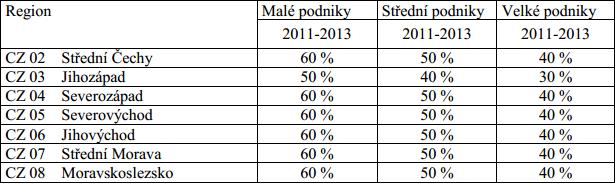 Region Malé podniky Střední podniky Velké podniky
2011-2013 2011-2013 2011-2013
CZ 02 Střední Čechy 60 % 50 % 40 %
CZ 03 Jihozápad 50 % 40 % 30 %
CZ 04 Severozápad 60 % 50 % 40 %
CZ 05 Severovýchod 60 % 50 % 40 %
CZ 06 Jihovýchod 60 % 50 % 40 %
CZ 07 Střední Morava 60 % 50 % 40 %
CZ 08 Moravskoslezsko 60 % 50 % 40 %